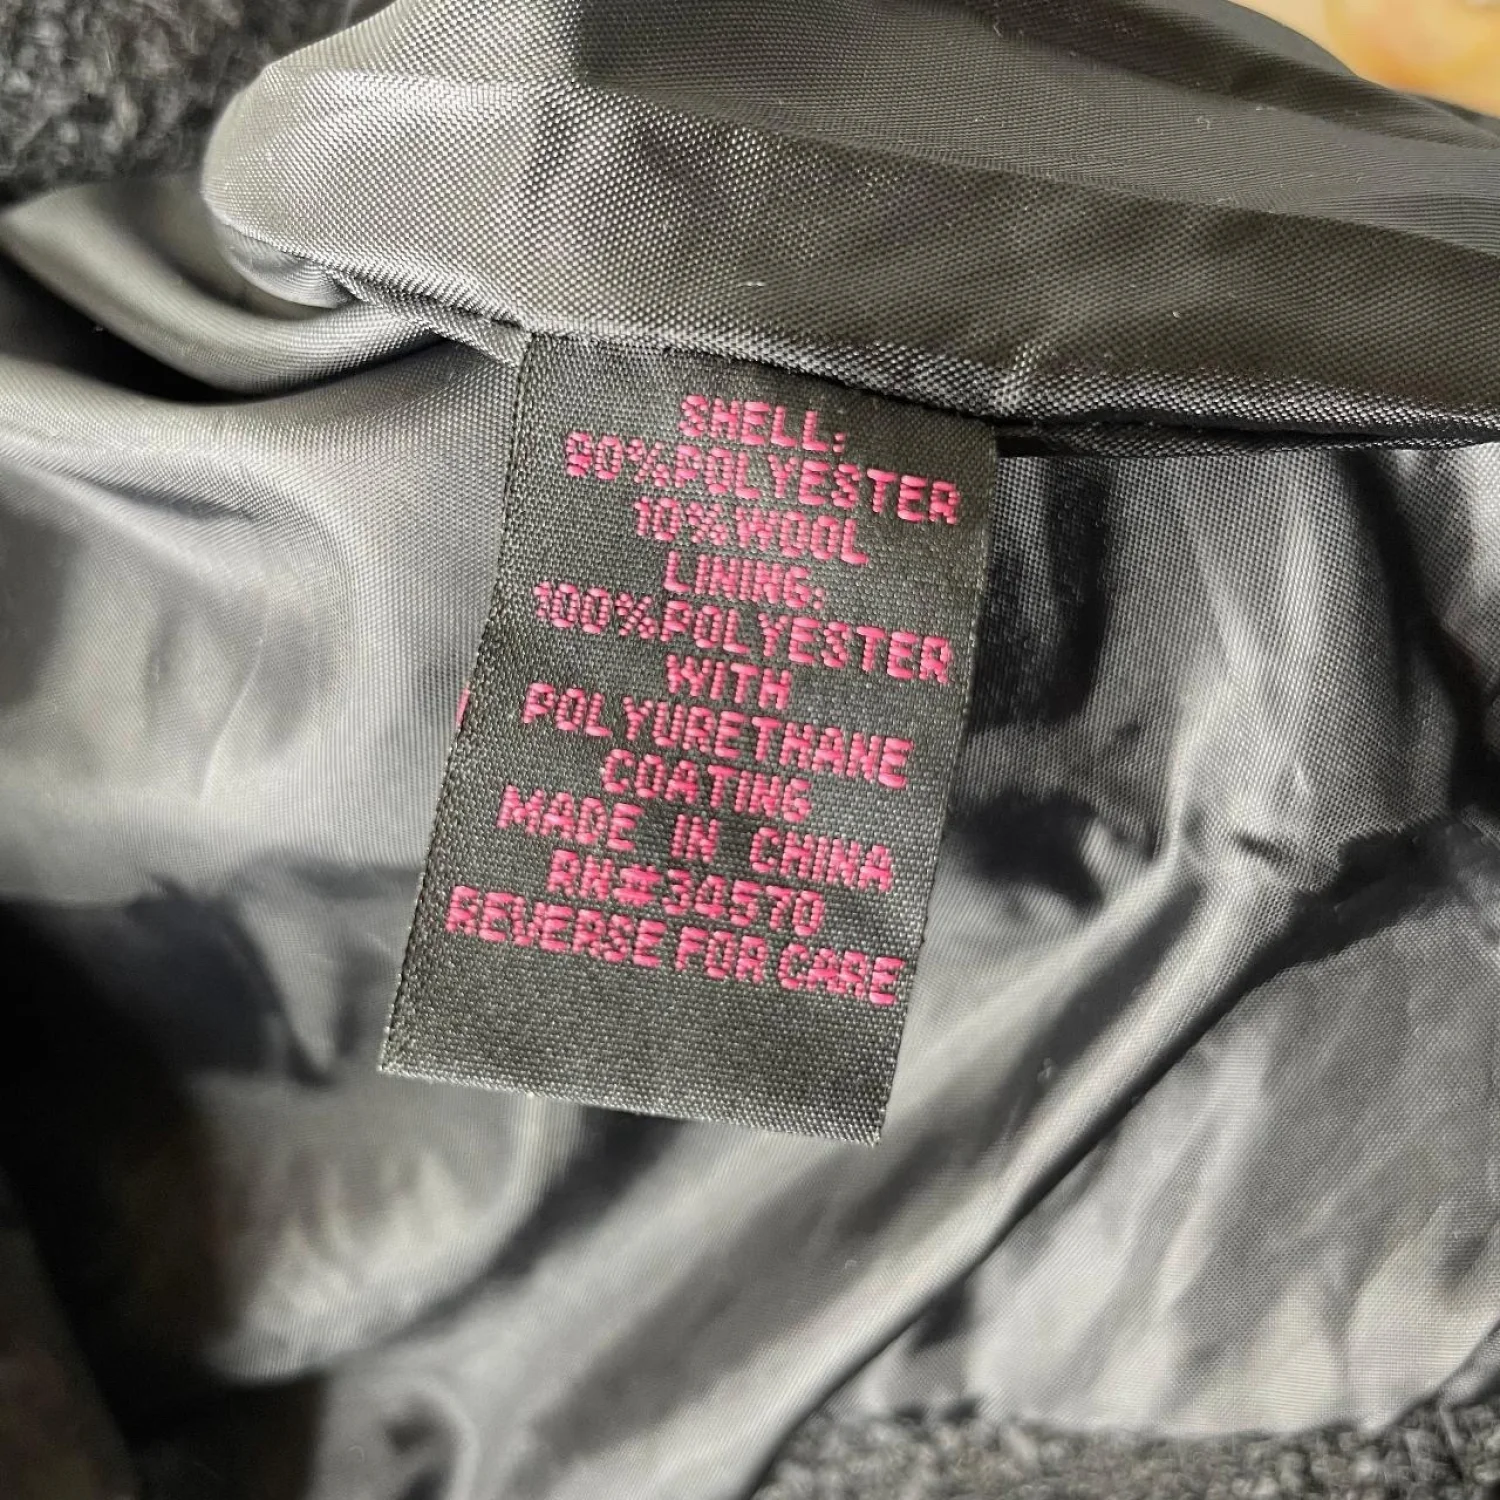 SHELL:
90%POLYESTER
10%WOOL
LINING:
100%POLYESTER
WITH
POLYURETHANE
COATING
MADE IN CHINA
RN#34570
REVERSE FOR CARE